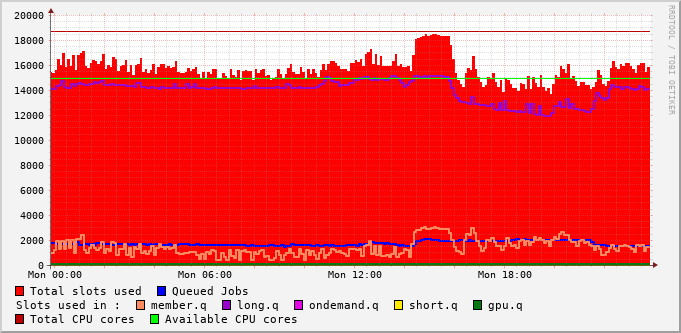 20000
18000
16000
14000
12000
10000
8000
6000
4000
2000
0
Mon 00:00 Mon 06:00 Mon 12:00 Mon 18:00
RRDTOOL / TOBI OETIKER
Total slots used Queued Jobs
Slots used in : member.q long.q ondemand.q short.q gpu.q
Total CPU cores Available CPU cores